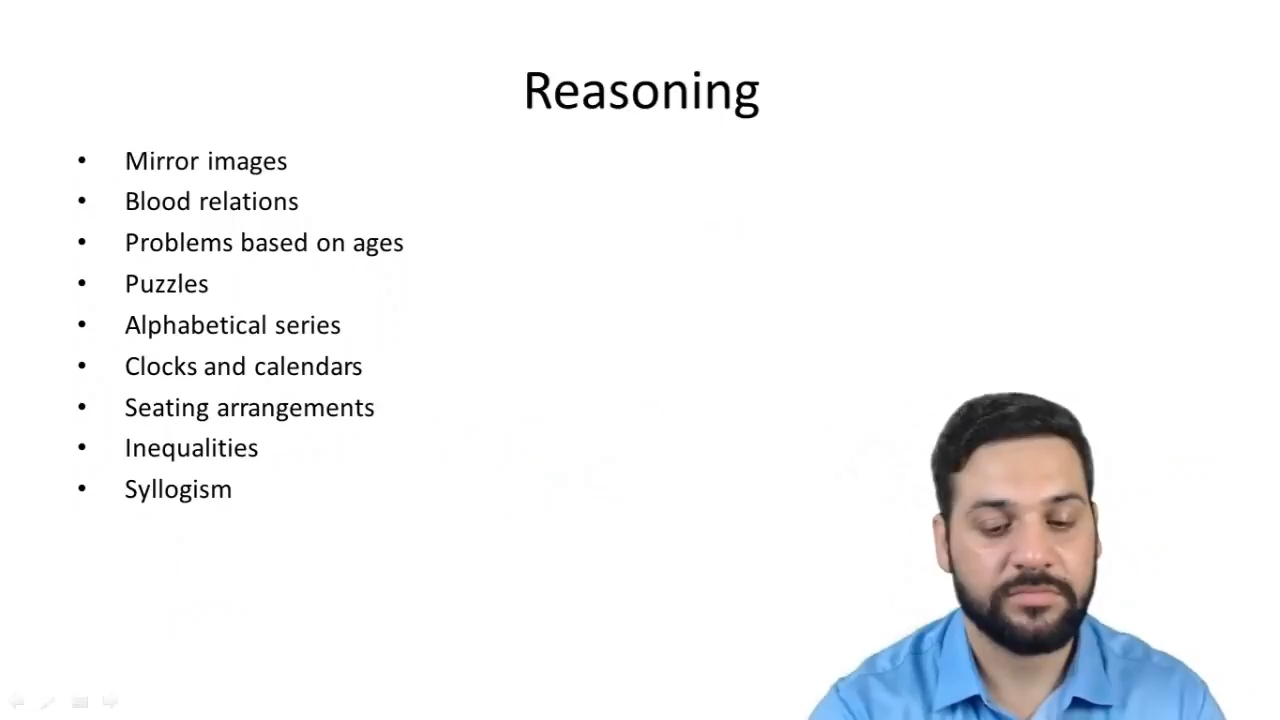 Reasoning
• Mirror images
• Blood relations
• Problems based on ages
• Puzzles
• Alphabetical series
• Clocks and calendars
• Seating arrangements
• Inequalities
• Syllogism